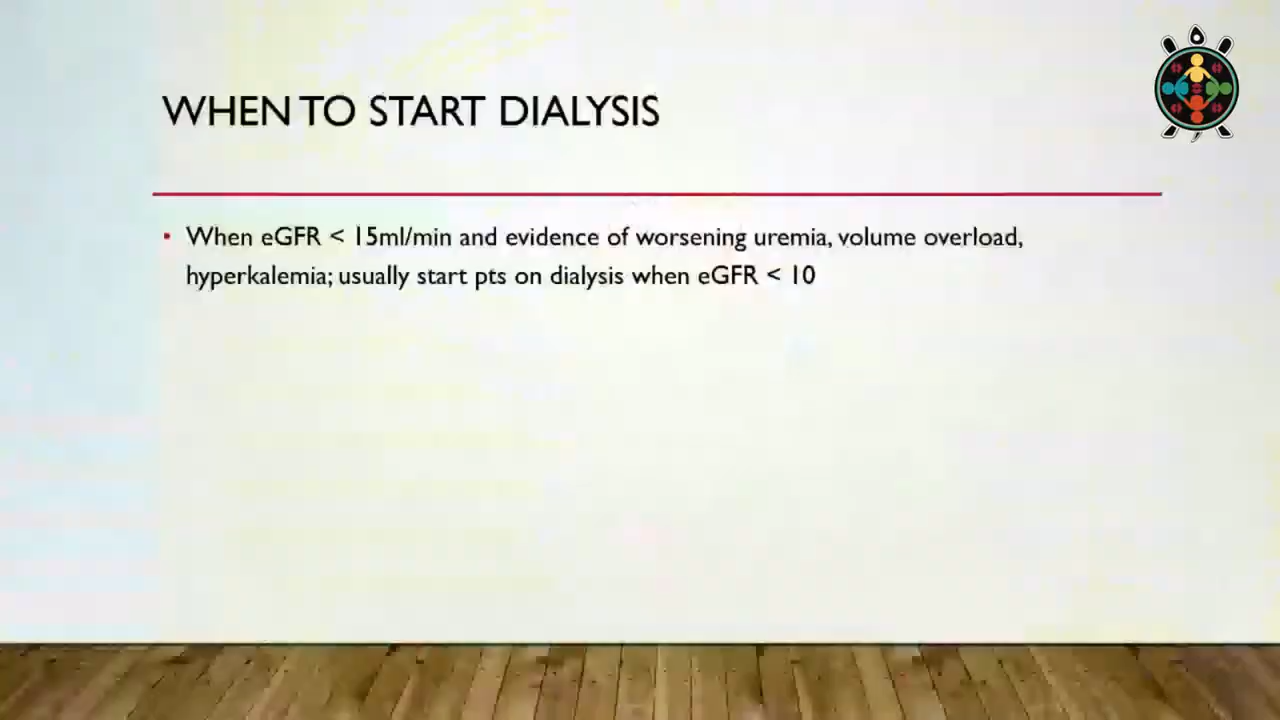 WHEN TO START DIALYSIS
• When eGFR < 15ml/min and evidence of worsening uremia, volume overload,
hyperkalemia; usually start pts on dialysis when eGFR < 10